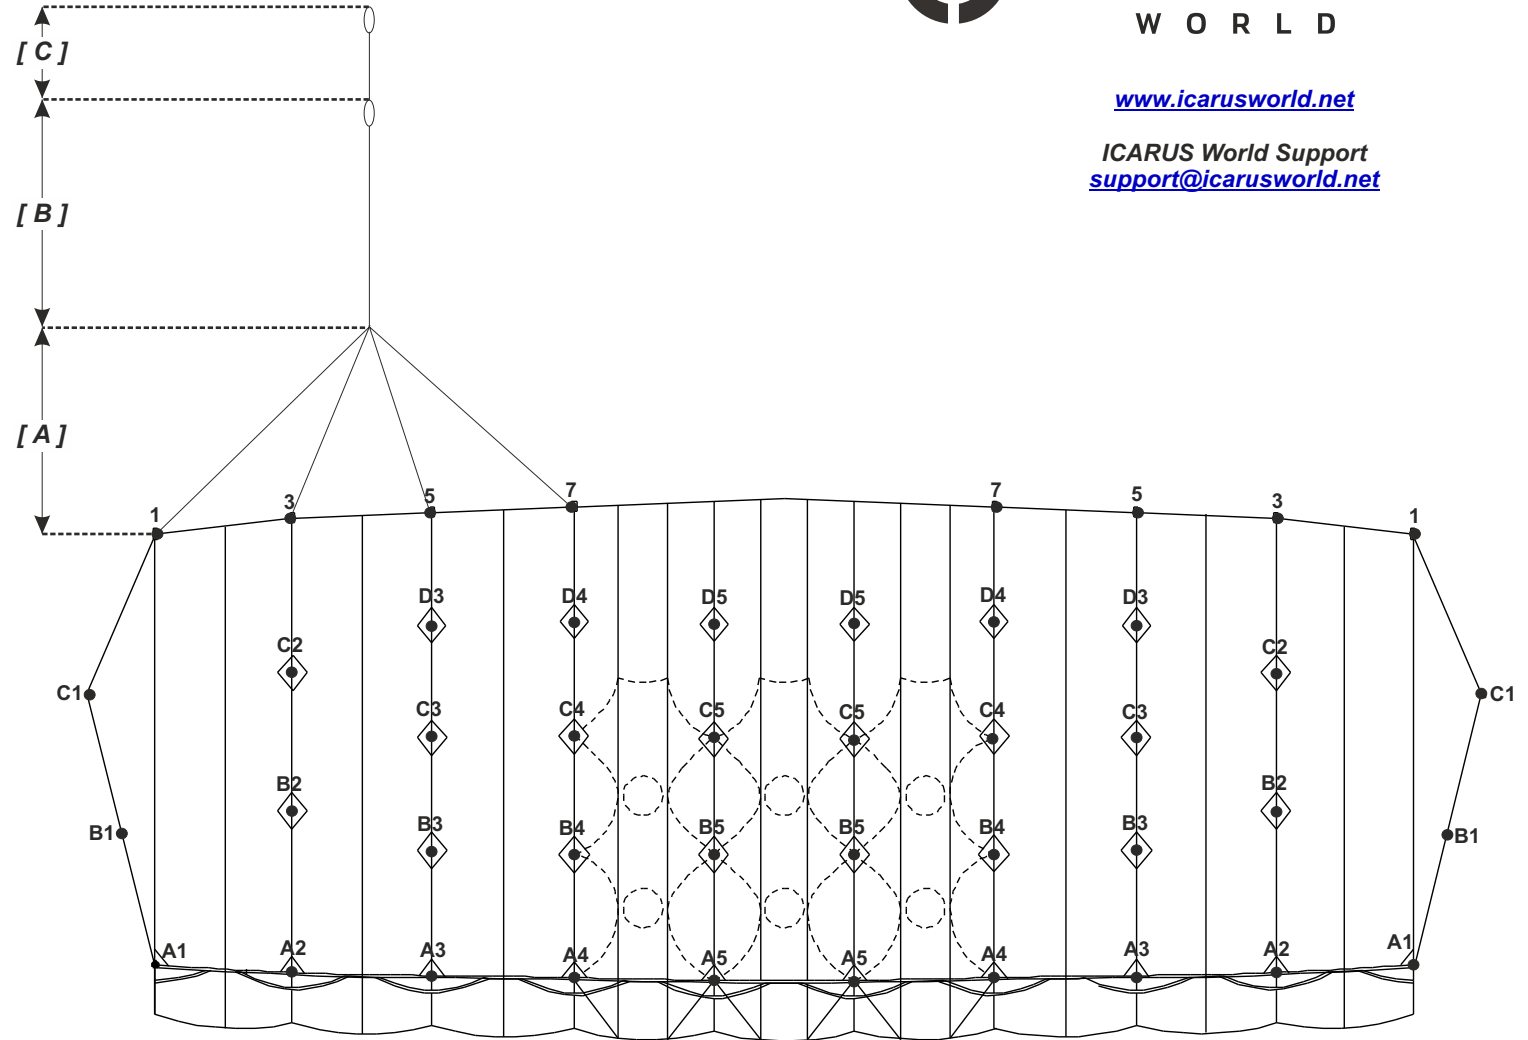 WORLD
www.icarusworld.net
ICARUS World Support
support@icarusworld.net
[ C ]
[ B ]
[ A ]
1 3 5 7 7 5 3 1
D3 D4 D5 D5 D4 D3
C2 C2
C1 C3 C4 C5 C5 C4 C3 C1
B2 B2
B1 B3 B4 B5 B5 B4 B3 B1
A1 A2 A3 A4 A5 A5 A4 A3 A2 A1